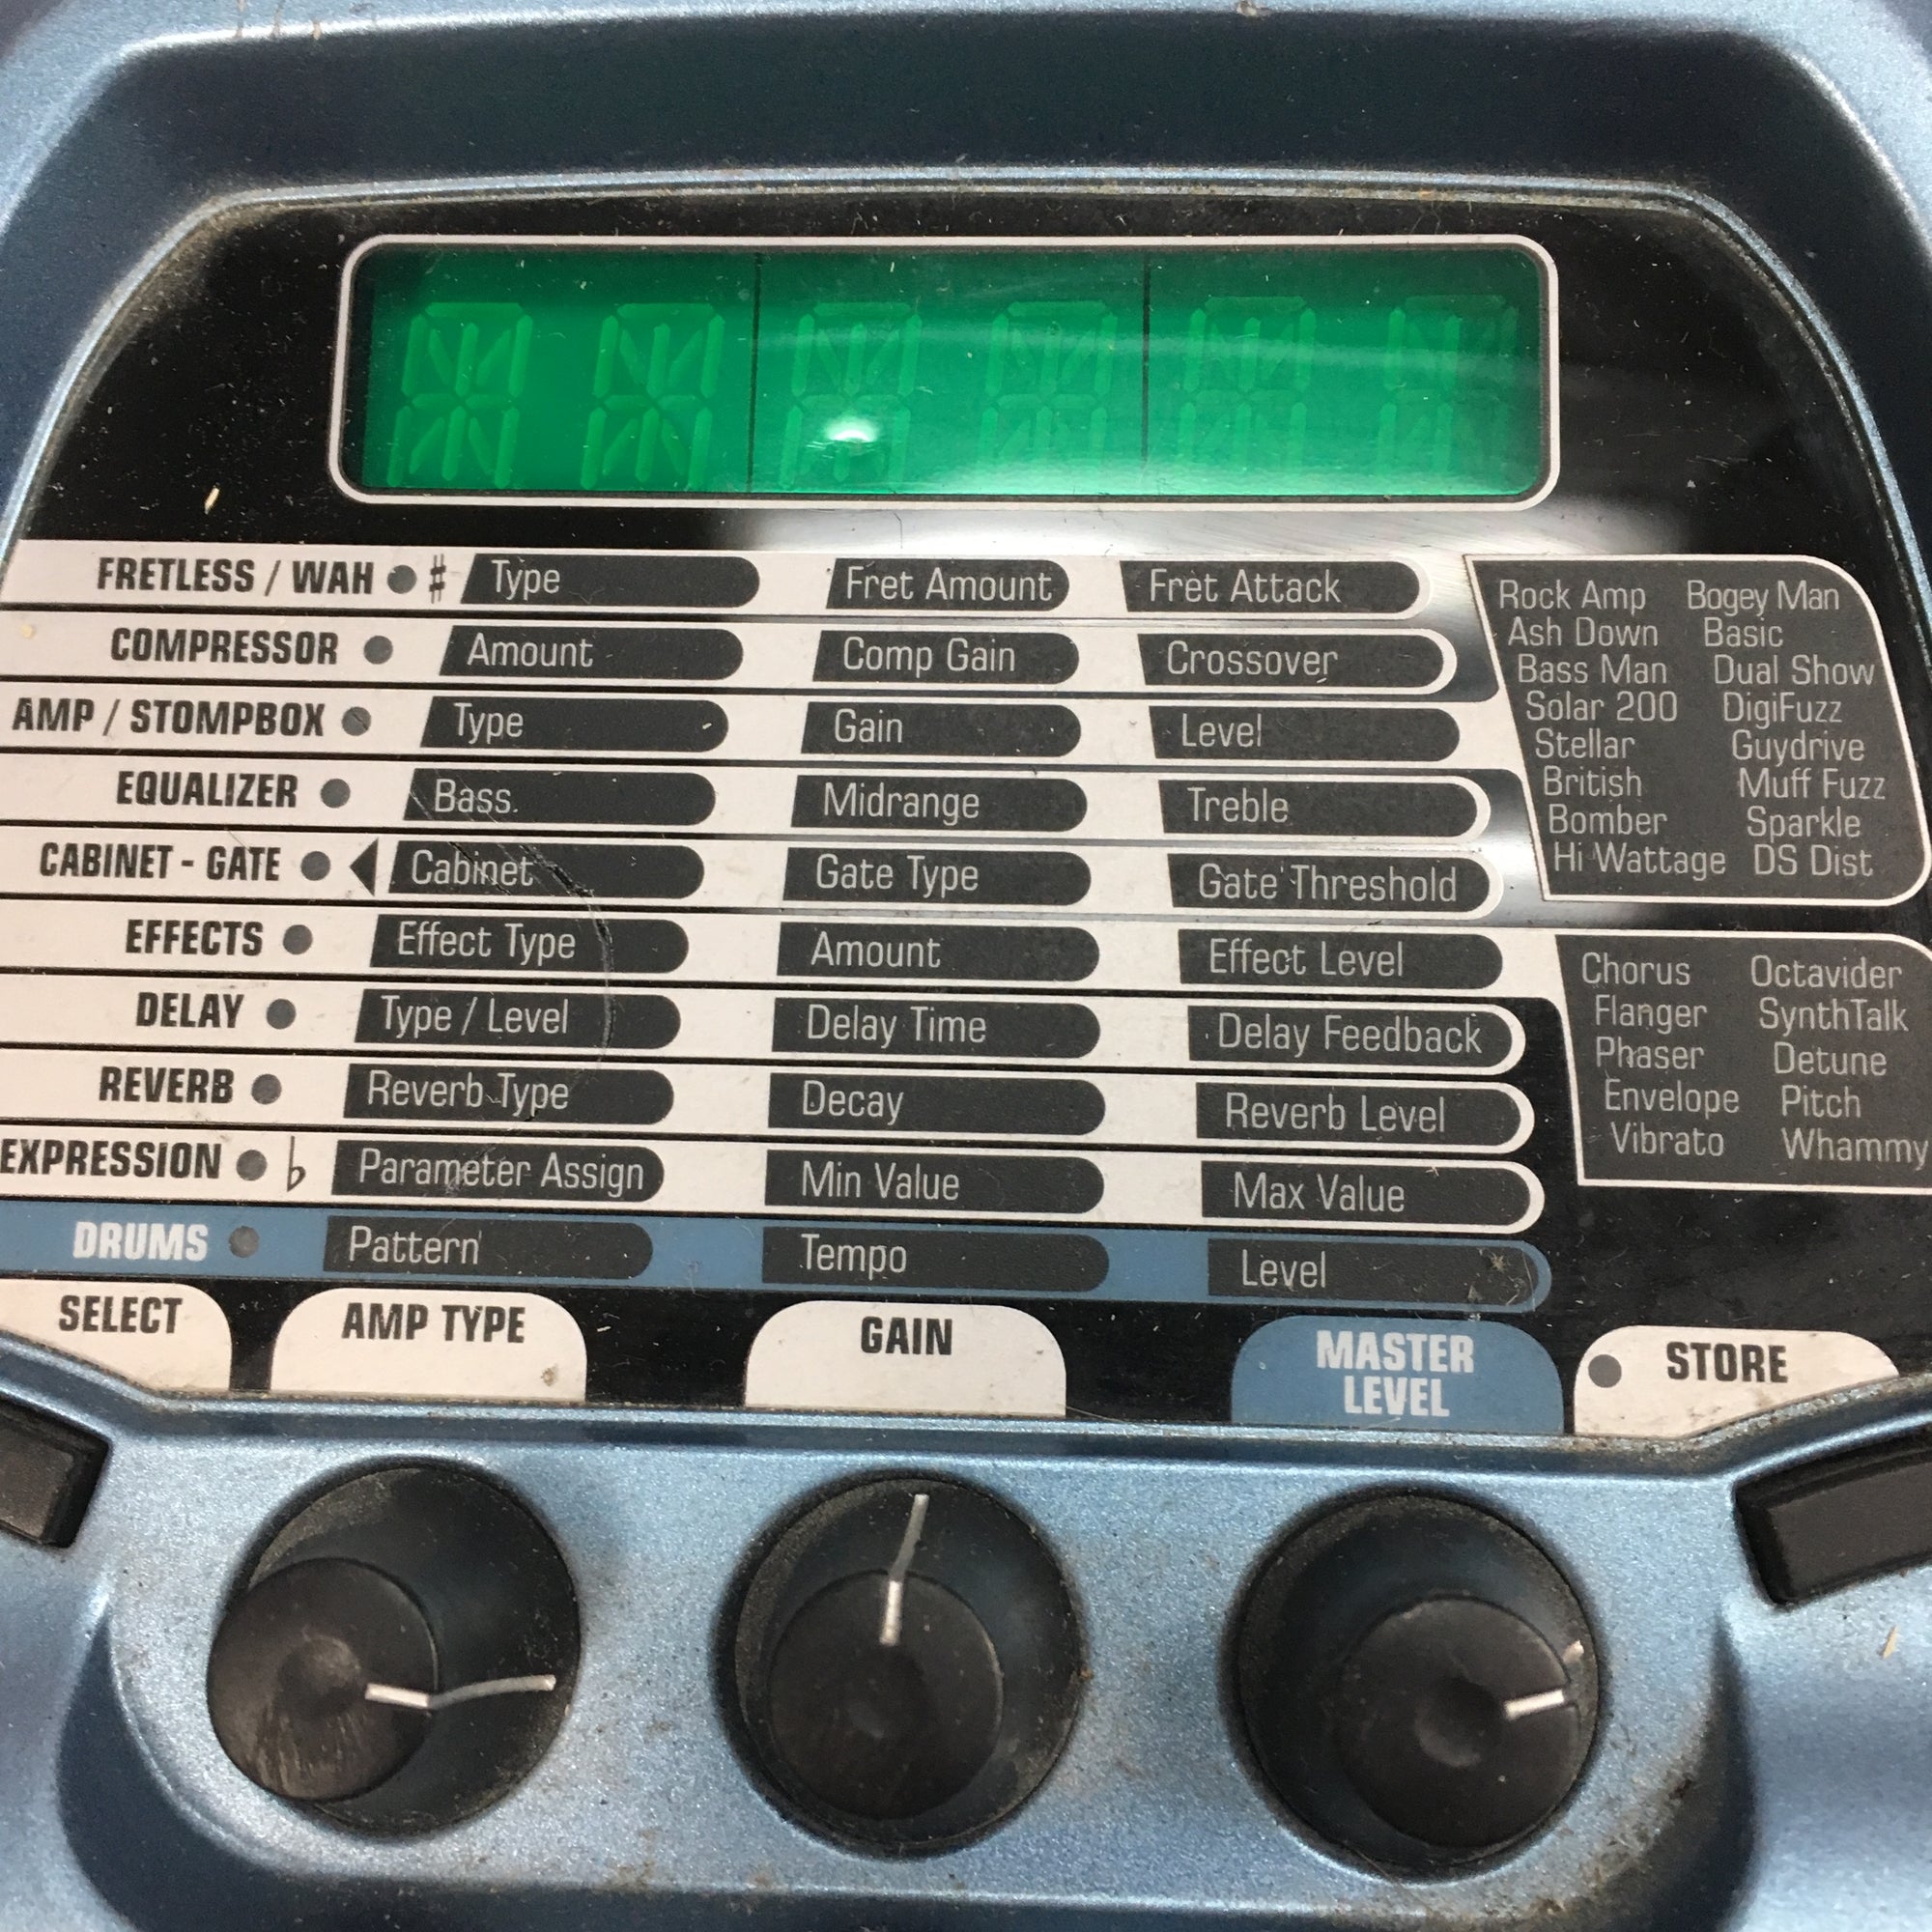 FRETLESS / WAH ♯ Type Fret Amount Fret Attack
COMPRESSOR Amount Comp Gain Crossover
AMP / STOMPBOX Type Gain Level
EQUALIZER Bass Midrange Treble
CABINET - GATE Cabinet Gate Type Gate Threshold
EFFECTS Effect Type Amount Effect Level
DELAY Type / Level Delay Time Delay Feedback
REVERB Reverb Type Decay Reverb Level
EXPRESSION ♭ Parameter Assign Min Value Max Value
DRUMS Pattern Tempo Level
Rock Amp Bogey Man
Ash Down Basic
Bass Man Dual Show
Solar 200 DigiFuzz
Stellar Guydrive
British Muff Fuzz
Bomber Sparkle
Hi Wattage DS Dist
Chorus Octavider
Flanger SynthTalk
Phaser Detune
Envelope Pitch
Vibrato Whammy
SELECT AMP TYPE GAIN MASTER STORE
LEVEL